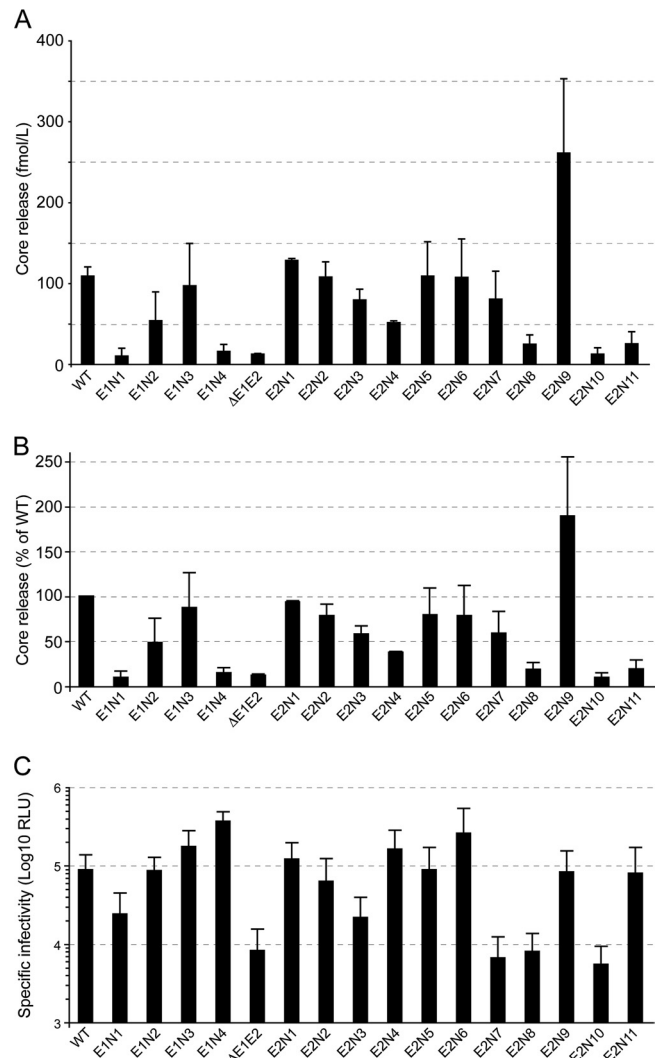 A
Core release (fmol/L)
400
300
200
100
0
WT E1N1 E1N2 E1N3 E1N4 ΔE1E2 E2N1 E2N2 E2N3 E2N4 E2N5 E2N6 E2N7 E2N8 E2N9 E2N10 E2N11
B
Core release (% of WT)
250
200
150
100
50
0
WT E1N1 E1N2 E1N3 E1N4 ΔE1E2 E2N1 E2N2 E2N3 E2N4 E2N5 E2N6 E2N7 E2N8 E2N9 E2N10 E2N11
C
Specific infectivity (Log10 RLU)
6
5
4
3
WT E1N1 E1N2 E1N3 E1N4 ΔE1E2 E2N1 E2N2 E2N3 E2N4 E2N5 E2N6 E2N7 E2N8 E2N9 E2N10 E2N11